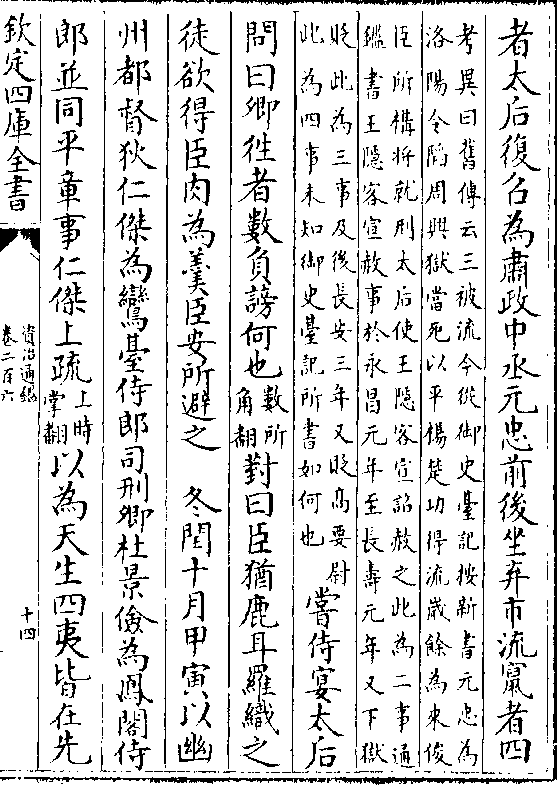 者太后復召為肅政中丞元忠前後坐弃市流竄者四
考異曰舊傳云三被流今從御史臺記按新書元忠為
洛陽令陷周興獄當死以平楊楚功得流歲餘為來俊
臣所構將就刑太后使王隱客宣詔赦之此為二事通
鑑書王隱客宣赦事於永昌元年至長壽元年又下獄
貶此為三事及後長安三年又貶高要尉
此為四事未知御史臺記所書如何也
嘗侍宴太后
問曰卿徃者數負謗何也
數所
角翻
對曰臣猶鹿耳羅織之
徒欲得臣肉為羮臣安所避之 冬閏十月甲寅以幽
州都督狄仁傑為鸞臺侍郎司刑卿杜景儉為鳳閣侍
郎並同平章事仁傑上疏
上時
掌翻
以為天生四夷皆在先
欽定四庫全書
資治通鑑
卷二百六
十四